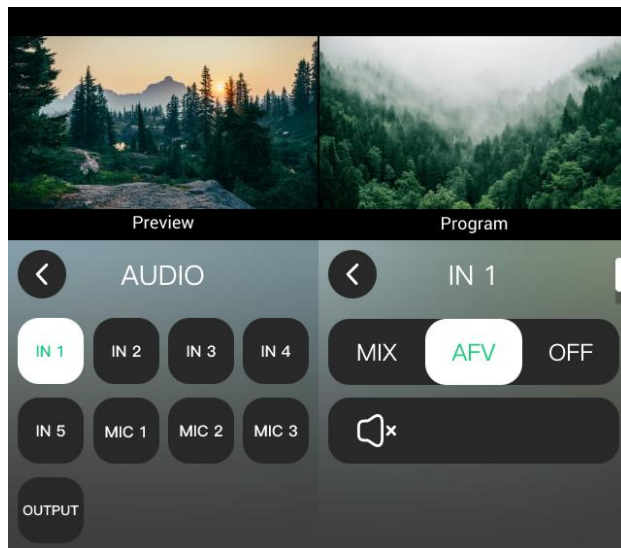 Preview
Program
AUDIO
IN 1
IN 1 IN 2 IN 3 IN 4
MIX AFV OFF
IN 5 MIC 1 MIC 2 MIC 3
OUTPUT